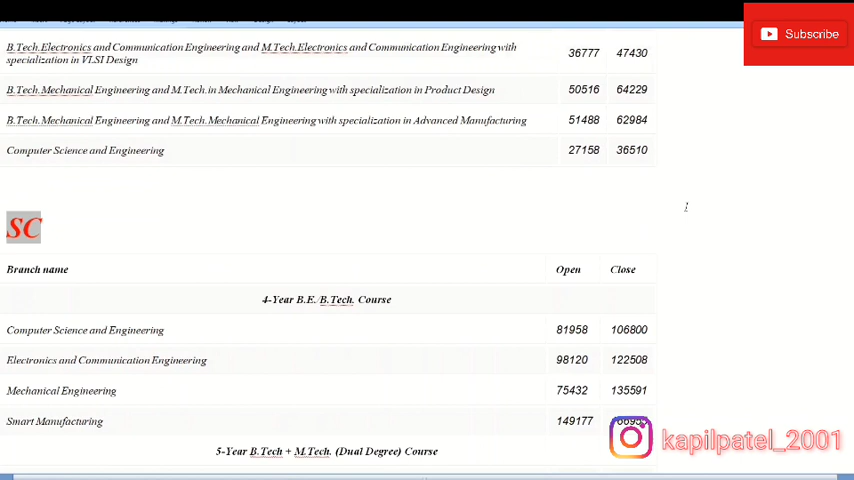 Subscribe
B.Tech.Electronics and Communication Engineering and M.Tech.Electronics and Communication Engineering with
specialization in VLSI Design 36777 47430
B.Tech.Mechanical Engineering and M.Tech.in Mechanical Engineering with specialization in Product Design 50516 64229
B.Tech.Mechanical Engineering and M.Tech.Mechanical Engineering with specialization in Advanced Manufacturing 51488 62984
Computer Science and Engineering 27158 36510
SC
Branch name Open Close
4-Year B.E./B.Tech. Course
Computer Science and Engineering 81958 106800
Electronics and Communication Engineering 98120 122508
Mechanical Engineering 75432 135591
Smart Manufacturing 149177
kapilpatel_2001
5-Year B.Tech + M.Tech. (Dual Degree) Course